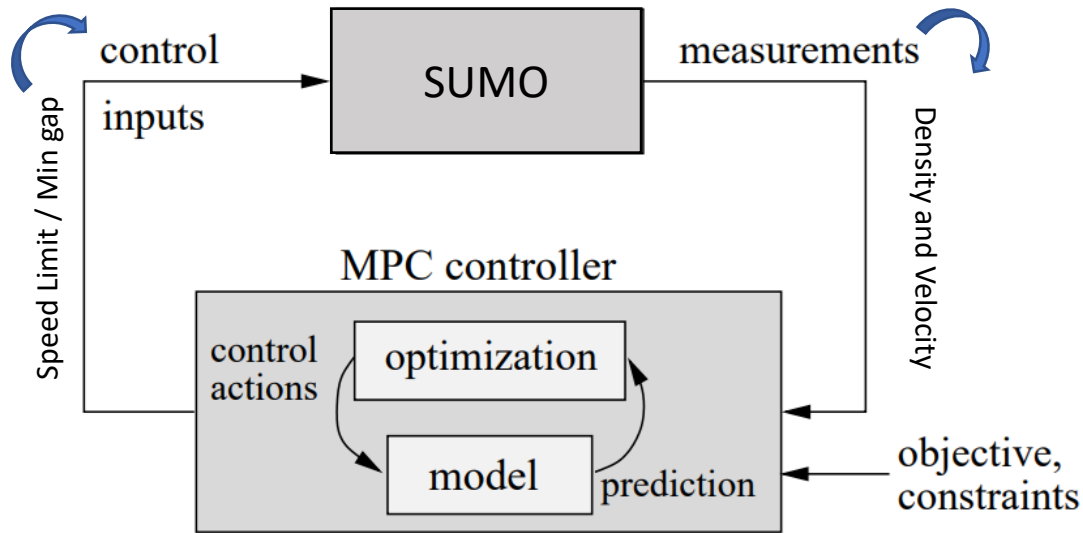 control
inputs
SUMO
measurements
Speed Limit / Min gap
Density and Velocity
MPC controller
control
actions
optimization
model
prediction
objective,
constraints